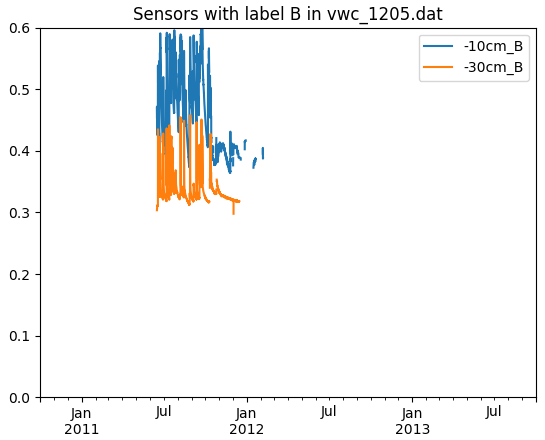 Sensors with label B in vwc_1205.dat
-10cm_B
-30cm_B
0.6
0.5
0.4
0.3
0.2
0.1
0.0
Jan Jul Jan Jul Jan Jul
2011 2012 2013